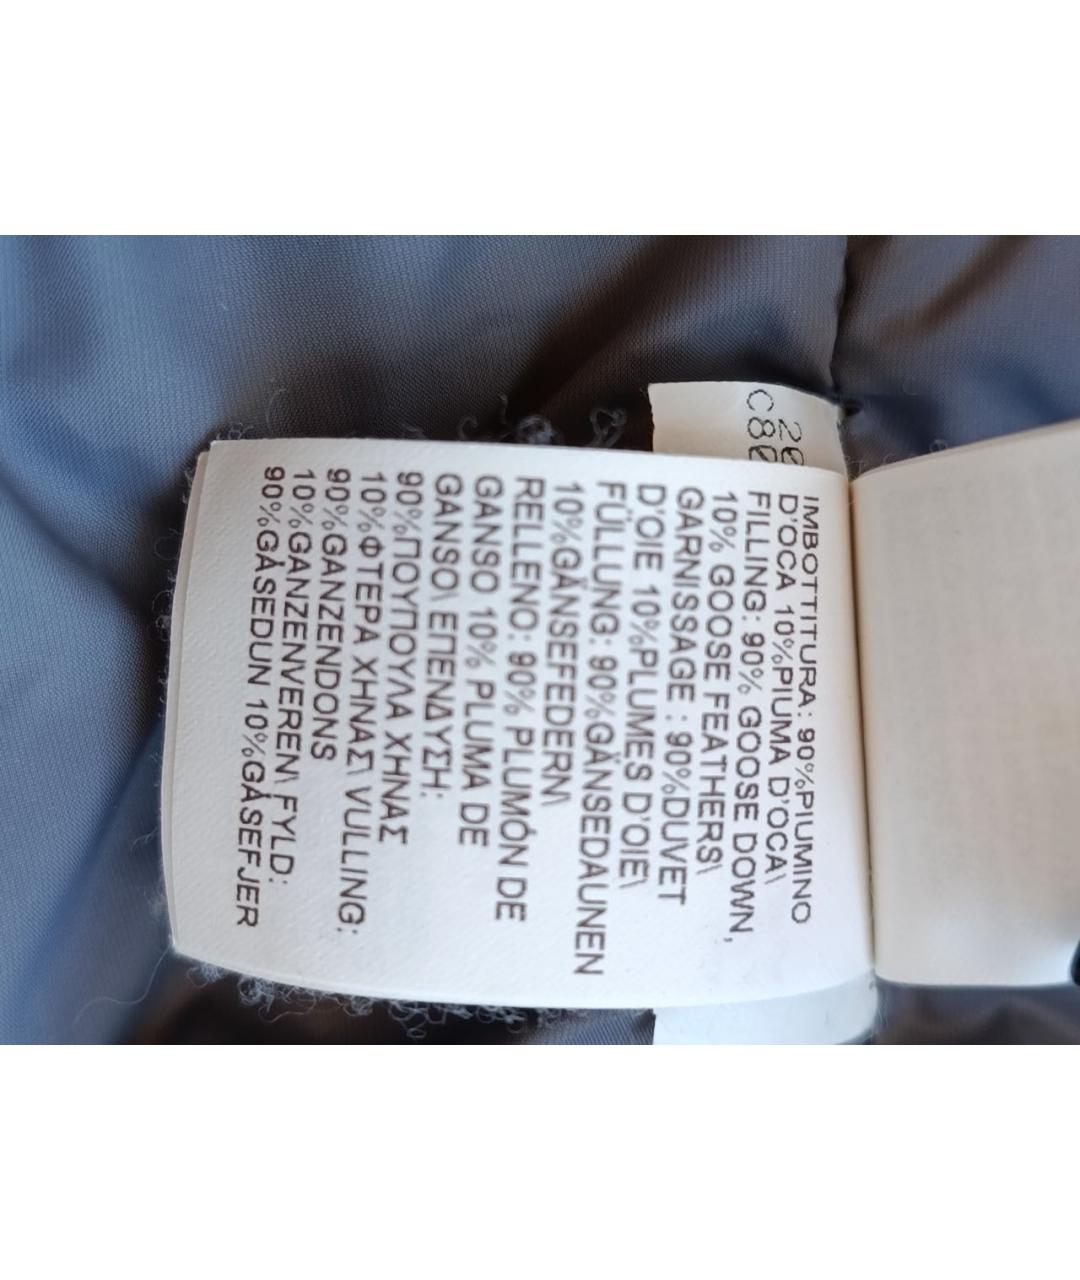 IMBOTTITURA: 90%PIUMINO
D'OCA 10%PIUMA D'OCA\
FILLING: 90% GOOSE DOWN,
10% GOOSE FEATHERS\
GARNISSAGE : 90%DUVET
D'OIE 10%PLUMES D'OIE\
FÜLLUNG: 90%GÄNSEDAUNEN
10%GÄNSEFEDERN\
RELLENO: 90% PLUMÓN DE
GANSO 10% PLUMA DE
GANSO\ ΕΠΕΝΔΥΣΗ:
90%ΠΟΥΠΟΥΛΑ ΧΗΝΑΣ
10%ΦΤΕΡΑ ΧΗΝΑΣ\ VULLING:
90%GANZENDONS
10%GANZENVEREN\ FYLD:
90%GÅSEDUN 10%GÅSEFJER